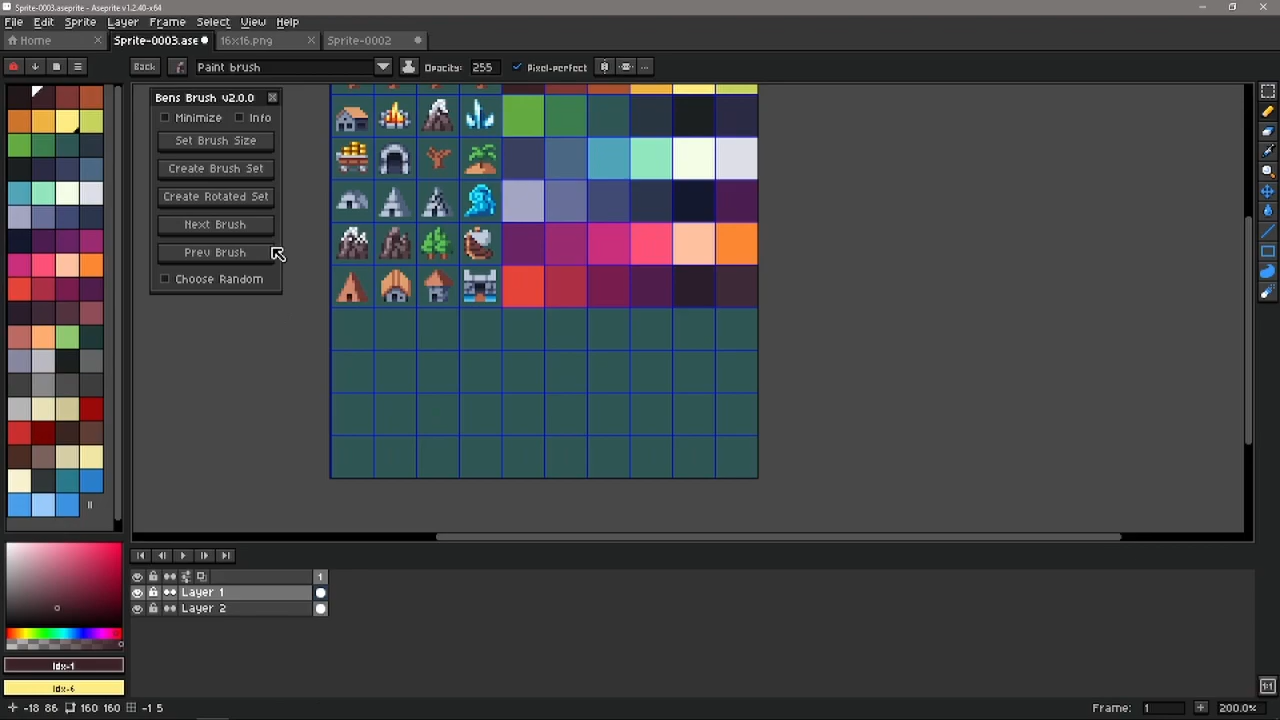 Sprite-0003.aseprite - Aseprite v1.2.40-x64
File Edit Sprite Layer Frame Select View Help
Home Sprite-0003.ase 16x16.png Sprite-0002
Back Paint brush Opacity: 255 Pixel-perfect
Bens Brush v2.0.0
Minimize Info
Set Brush Size
Create Brush Set
Create Rotated Set
Next Brush
Prev Brush
Choose Random
1
Layer 1
Layer 2
Idx-1
Idx-6
-18 86 160 160 -1 5 Frame: 1 200.0%